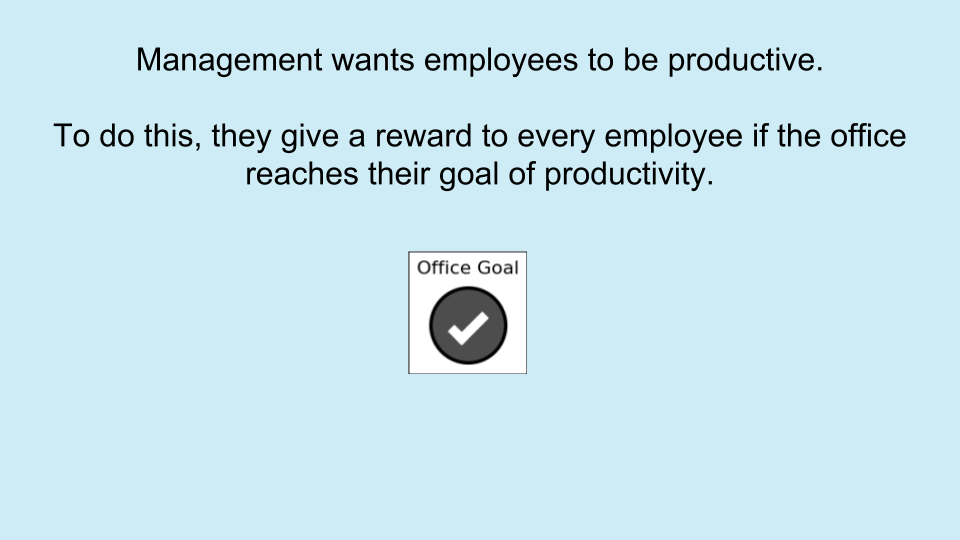 Management wants employees to be productive.
To do this, they give a reward to every employee if the office
reaches their goal of productivity.
Office Goal